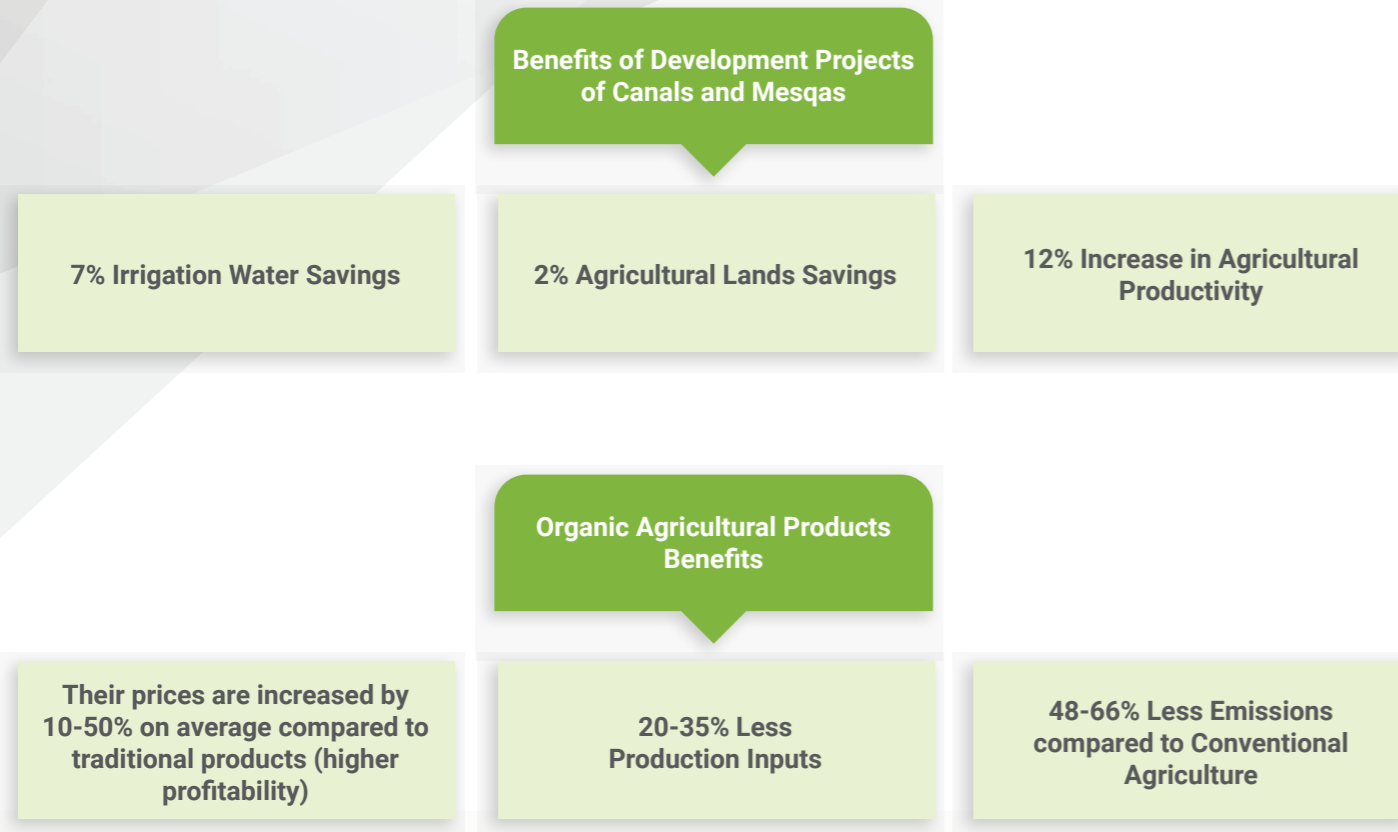 Benefits of Development Projects
of Canals and Mesqas
7% Irrigation Water Savings
2% Agricultural Lands Savings
12% Increase in Agricultural
Productivity
Organic Agricultural Products
Benefits
Their prices are increased by
10-50% on average compared to
traditional products (higher
profitability)
20-35% Less
Production Inputs
48-66% Less Emissions
compared to Conventional
Agriculture